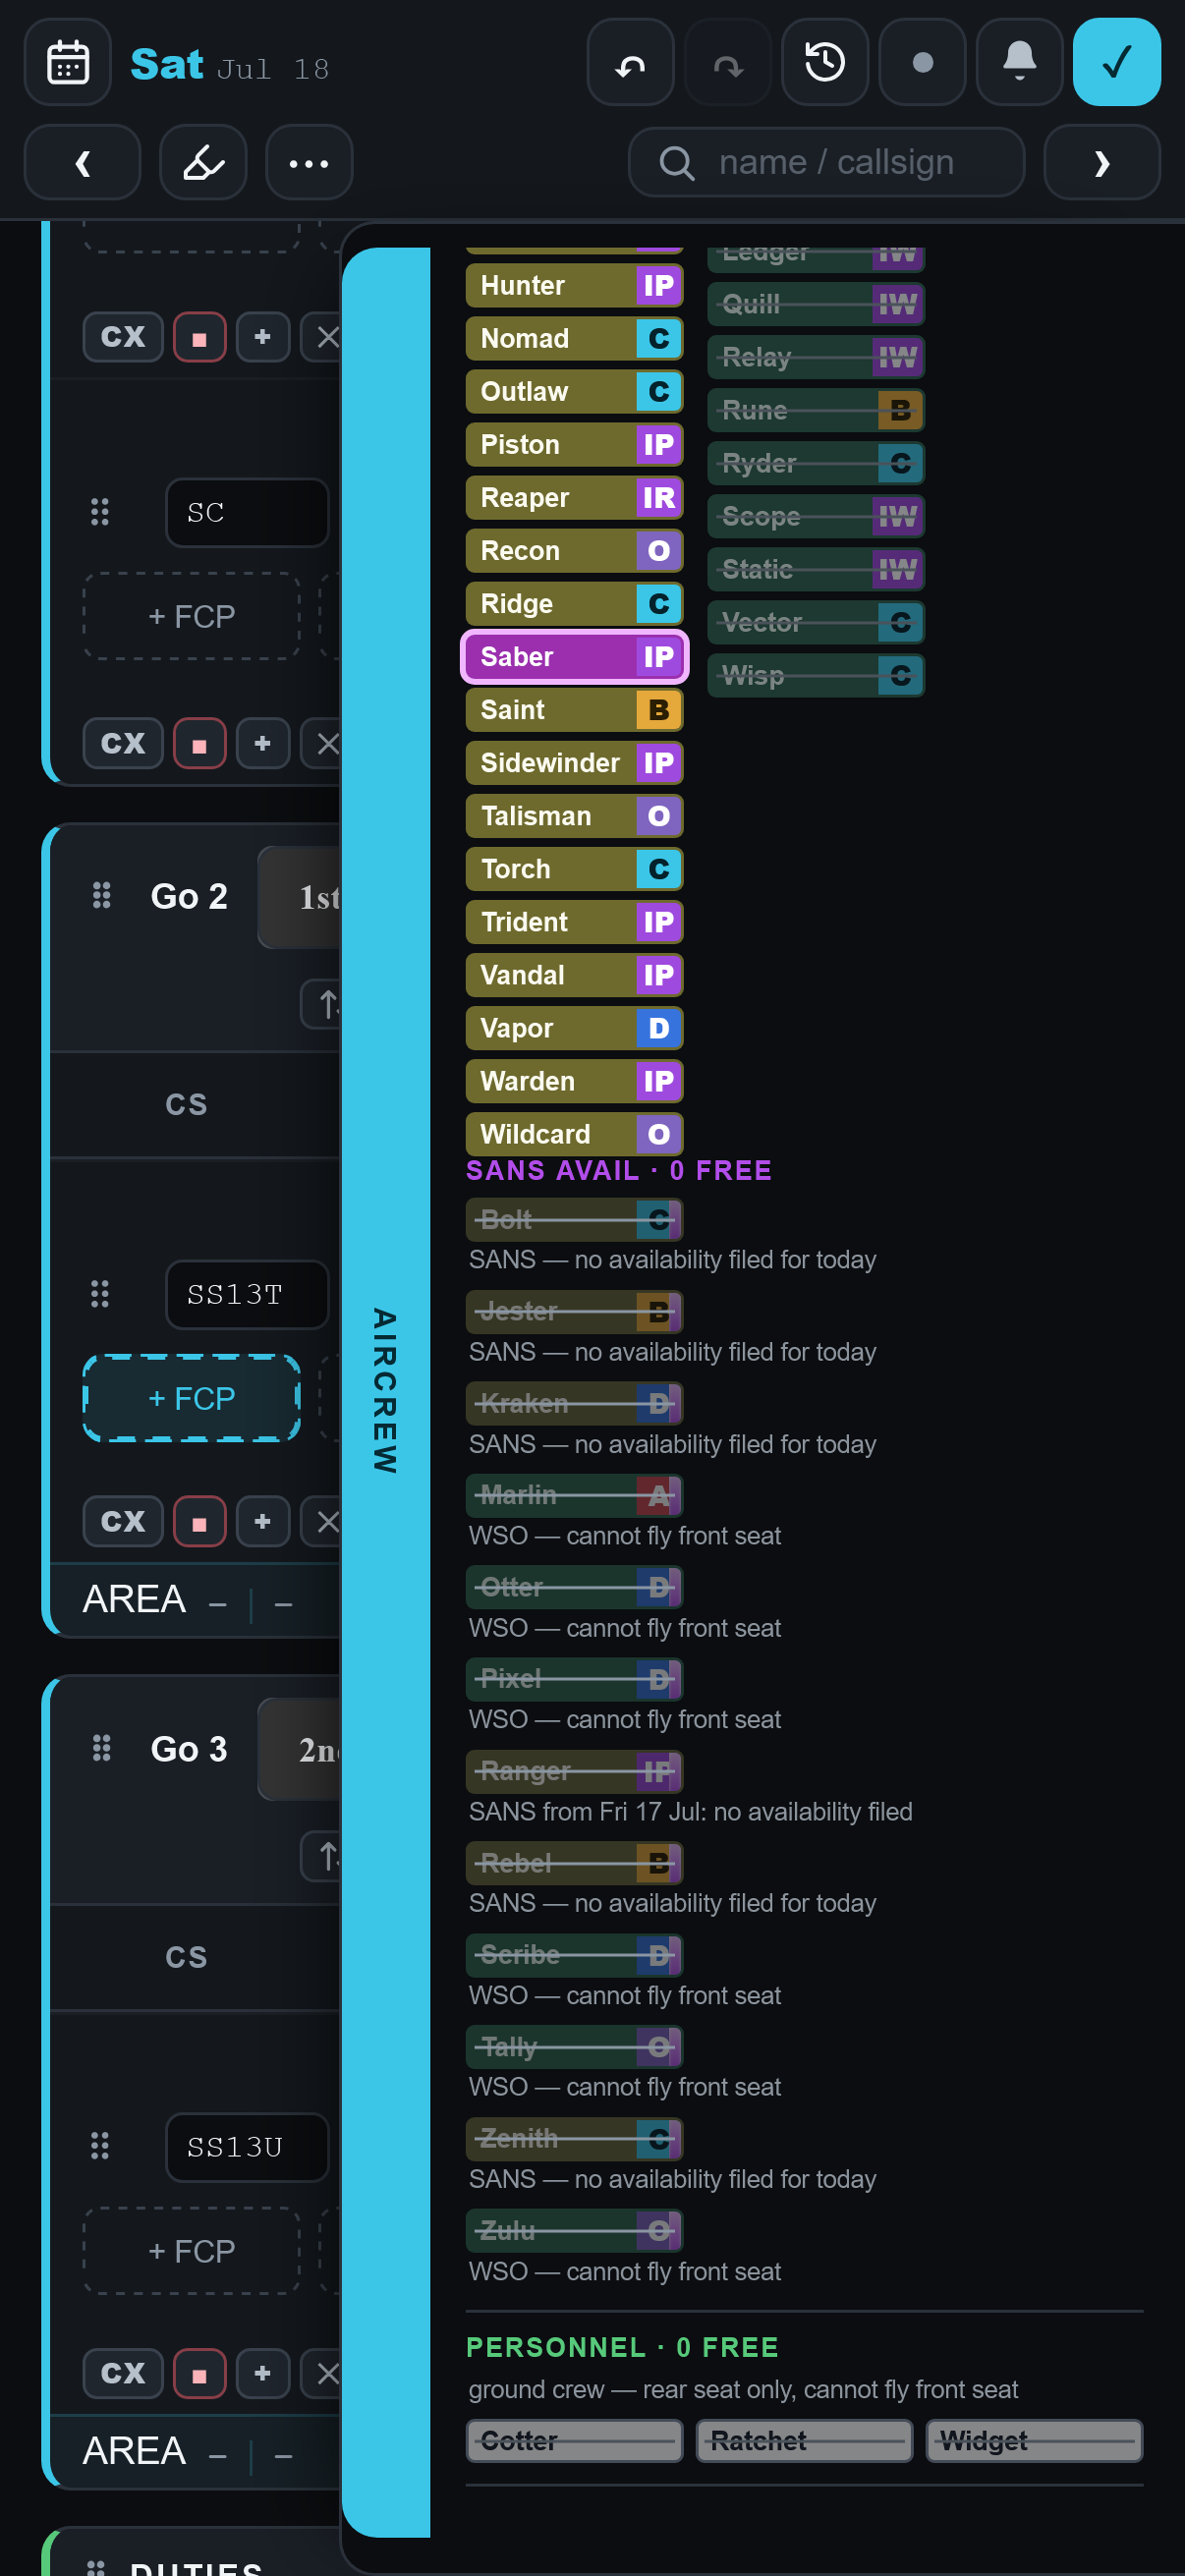 Sat Jul 18
name / callsign
CX
SC
+ FCP
CX
Go 2
1st
CS
SS13T
+ FCP
CX
AREA – | –
Go 3
CS
SS13U
+ FCP
CX
AREA – | –
DUTIES
AIRCREW
Hunter IP
Nomad C
Outlaw C
Piston IP
Reaper IR
Recon O
Ridge C
Saber IP
Saint B
Sidewinder IP
Talisman O
Torch C
Trident IP
Vandal IP
Vapor D
Warden IP
Wildcard O
Ledger IW
Quill IW
Relay IW
Rune B
Ryder C
Scope IW
Static IW
Vector C
Wisp C
SANS AVAIL · 0 FREE
Bolt C
SANS — no availability filed for today
Jester B
SANS — no availability filed for today
Kraken D
SANS — no availability filed for today
Marlin A
WSO — cannot fly front seat
Otter D
WSO — cannot fly front seat
Pixel D
WSO — cannot fly front seat
Ranger IP
SANS from Fri 17 Jul: no availability filed
Rebel B
SANS — no availability filed for today
Scribe D
WSO — cannot fly front seat
Tally O
WSO — cannot fly front seat
Zenith C
SANS — no availability filed for today
Zulu O
WSO — cannot fly front seat
PERSONNEL · 0 FREE
ground crew — rear seat only, cannot fly front seat
Cotter Ratchet Widget